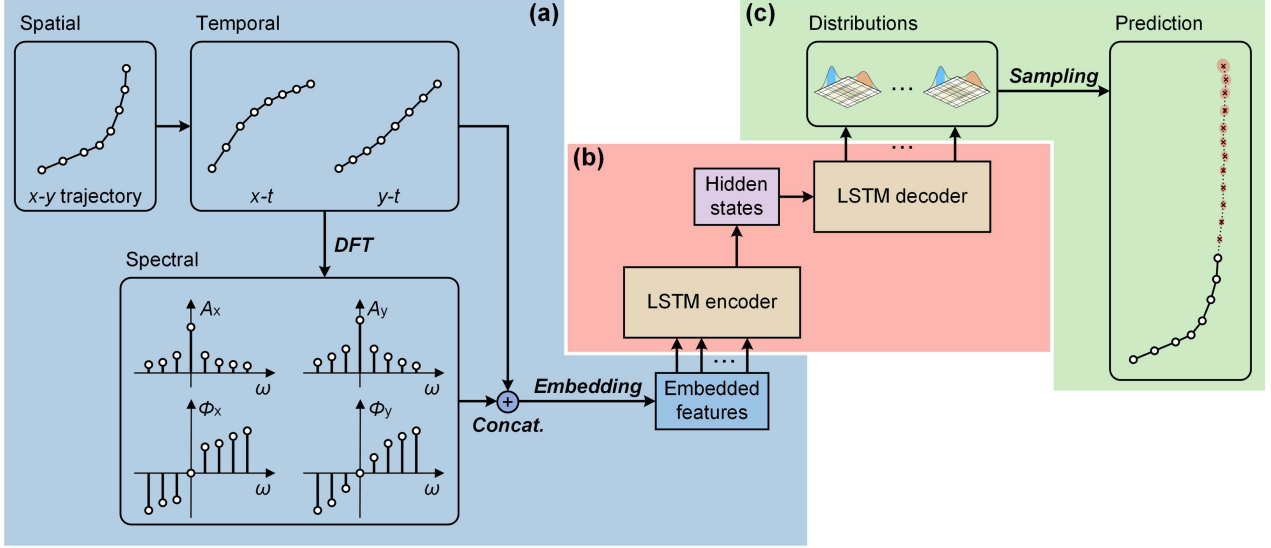 (a)
Spatial
Temporal
x-y trajectory
x-t
y-t
DFT
Spectral
Ax
ω
Ay
ω
Φx
ω
Φy
ω
+
Concat.
Embedding
Embedded
features
...
(b)
LSTM encoder
Hidden
states
LSTM decoder
...
(c)
Distributions
...
Sampling
Prediction